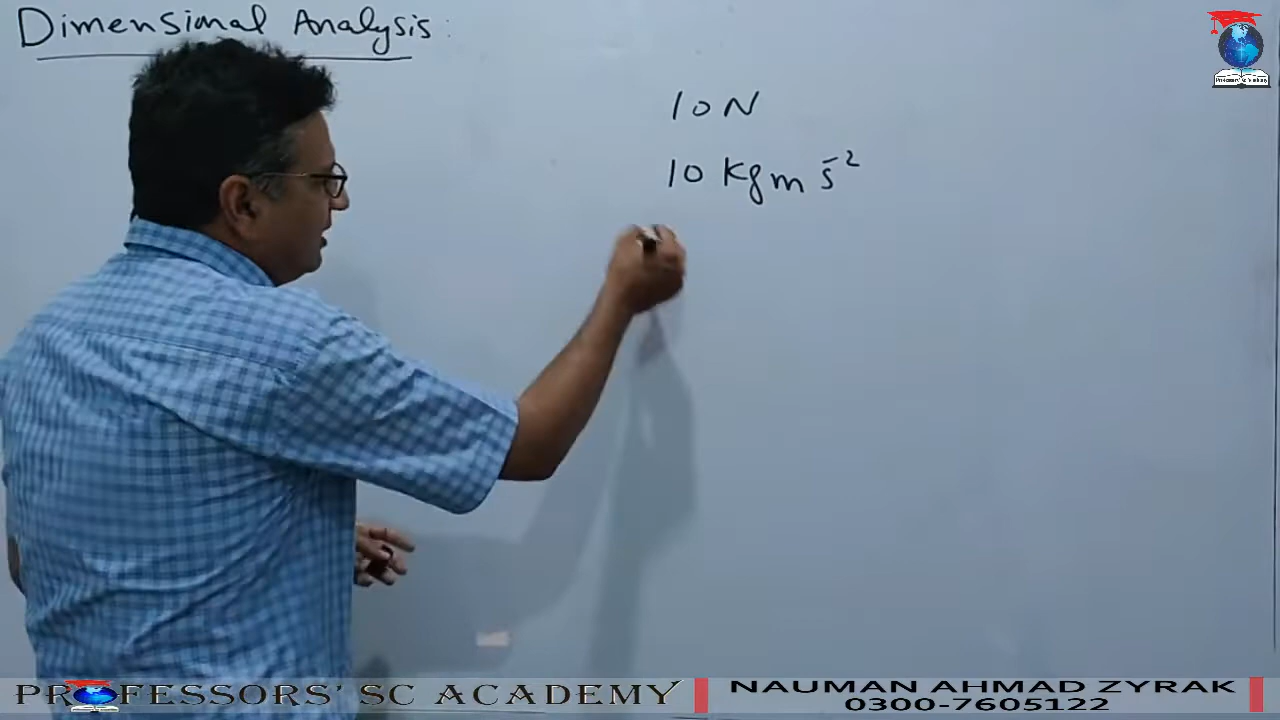 Dimensional Analysis:
10 N
10 Kg m s⁻²
PROFESSORS' SC ACADEMY
NAUMAN AHMAD ZYRAK
0300-7605122